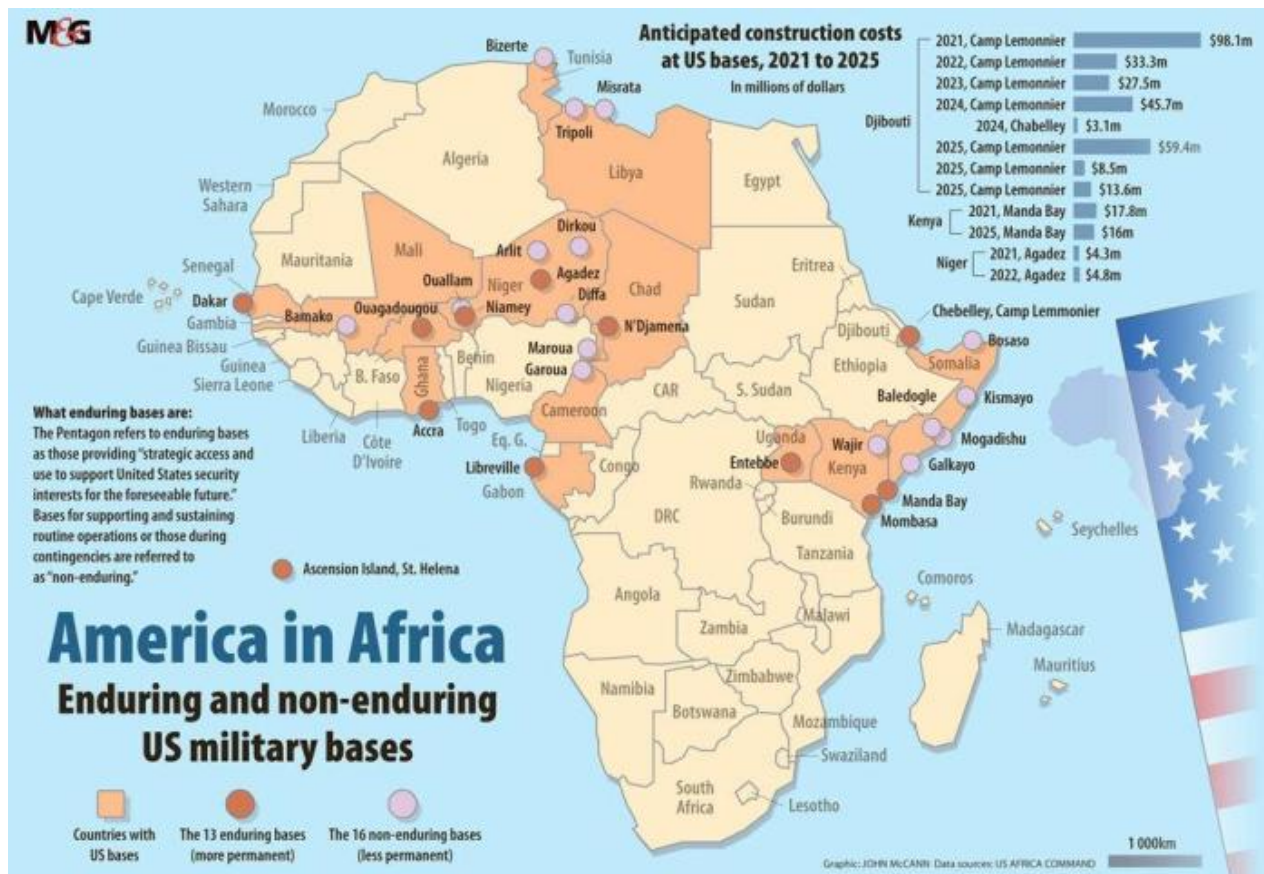 M&G
Anticipated construction costs
at US bases, 2021 to 2025
In millions of dollars
Djibouti
2021, Camp Lemonnier $98.1m
2022, Camp Lemonnier $33.3m
2023, Camp Lemonnier $27.5m
2024, Camp Lemonnier $45.7m
2024, Chabelley $3.1m
2025, Camp Lemonnier $59.4m
2025, Camp Lemonnier $8.5m
2025, Camp Lemonnier $13.6m
Kenya
2021, Manda Bay $17.8m
2025, Manda Bay $16m
Niger
2021, Agadez $4.3m
2022, Agadez $4.8m
Bizerte
Tunisia
Misrata
Morocco
Tripoli
Algeria
Libya
Egypt
Western
Sahara
Dirkou
Mali
Arlit
Mauritania
Senegal
Ouallam
Agadez
Niger
Chad
Eritrea
Cape Verde
Dakar
Diffa
Sudan
Gambia
Bamako
Ouagadougou
Niamey
N'Djamena
Chebelley, Camp Lemmonier
Djibouti
Bosaso
Guinea Bissau
Guinea
Sierra Leone
B. Faso
Ghana
Benin
Nigeria
Maroua
Garoua
Ethiopia
Somalia
CAR
S. Sudan
Baledogle
Kismayo
Cameroon
Liberia
Côte
D'Ivoire
Accra
Togo
Eq. G.
Uganda
Wajir
Mogadishu
Libreville
Gabon
Congo
Entebbe
Kenya
Galkayo
Rwanda
Manda Bay
DRC
Burundi
Mombasa
Seychelles
Tanzania
What enduring bases are:
The Pentagon refers to enduring bases
as those providing "strategic access and
use to support United States security
interests for the foreseeable future."
Bases for supporting and sustaining
routine operations or those during
contingencies are referred to
as "non-enduring."
Ascension Island, St. Helena
Comoros
Angola
Malawi
Zambia
Madagascar
Mauritius
Zimbabwe
Namibia
Botswana
Mozambique
Swaziland
South
Africa
Lesotho
America in Africa
Enduring and non-enduring
US military bases
Countries with
US bases
The 13 enduring bases
(more permanent)
The 16 non-enduring bases
(less permanent)
1 000km
Graphic: JOHN McCANN Data sources: US AFRICA COMMAND